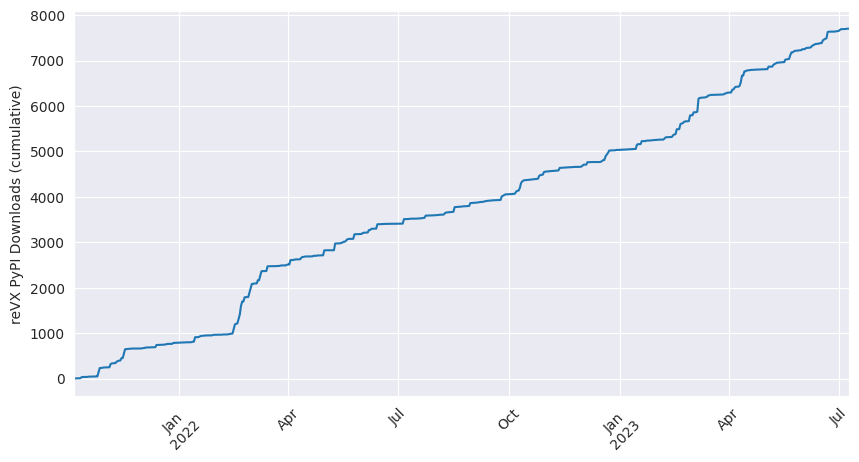 reVX PyPI Downloads (cumulative)
8000
7000
6000
5000
4000
3000
2000
1000
0
Jan
2022
Apr
Jul
Oct
Jan
2023
Apr
Jul